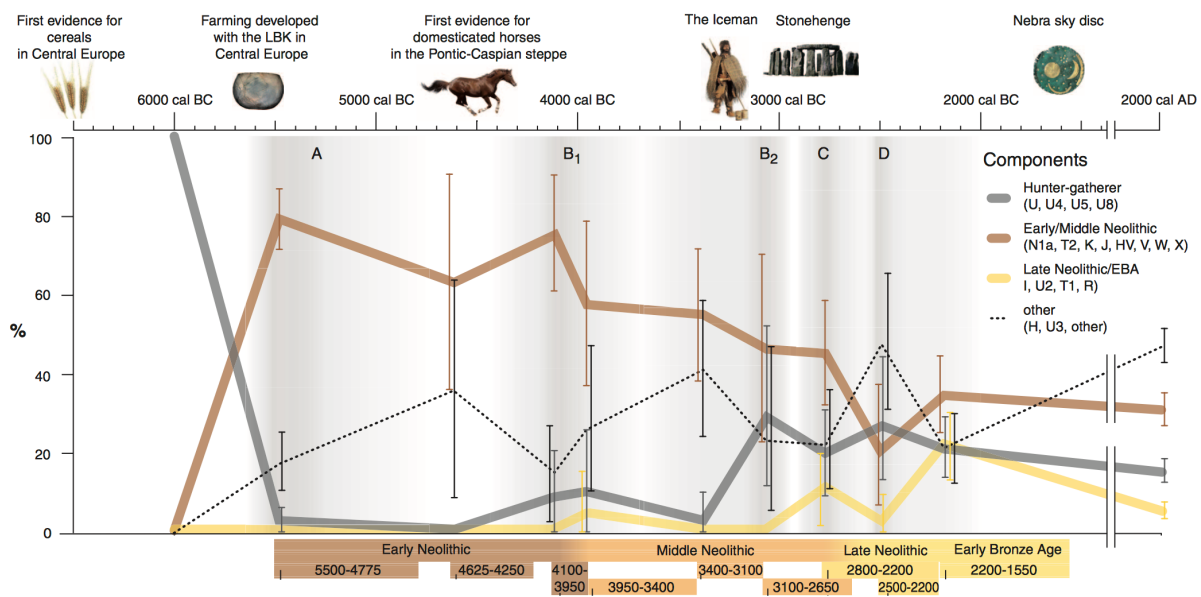 First evidence for
cereals
in Central Europe
Farming developed
with the LBK in
Central Europe
First evidence for
domesticated horses
in the Pontic-Caspian steppe
The Iceman
Stonehenge
Nebra sky disc
6000 cal BC
5000 cal BC
4000 cal BC
3000 cal BC
2000 cal BC
2000 cal AD
100
80
60
%
40
20
0
A
B1
B2
C
D
Components
Hunter-gatherer
(U, U4, U5, U8)
Early/Middle Neolithic
(N1a, T2, K, J, HV, V, W, X)
Late Neolithic/EBA
I, U2, T1, R)
other
(H, U3, other)
Early Neolithic
Middle Neolithic
Late Neolithic
Early Bronze Age
5500-4775
4625-4250
4100-
3950
3950-3400
3400-3100
3100-2650
2800-2200
2500-2200
2200-1550